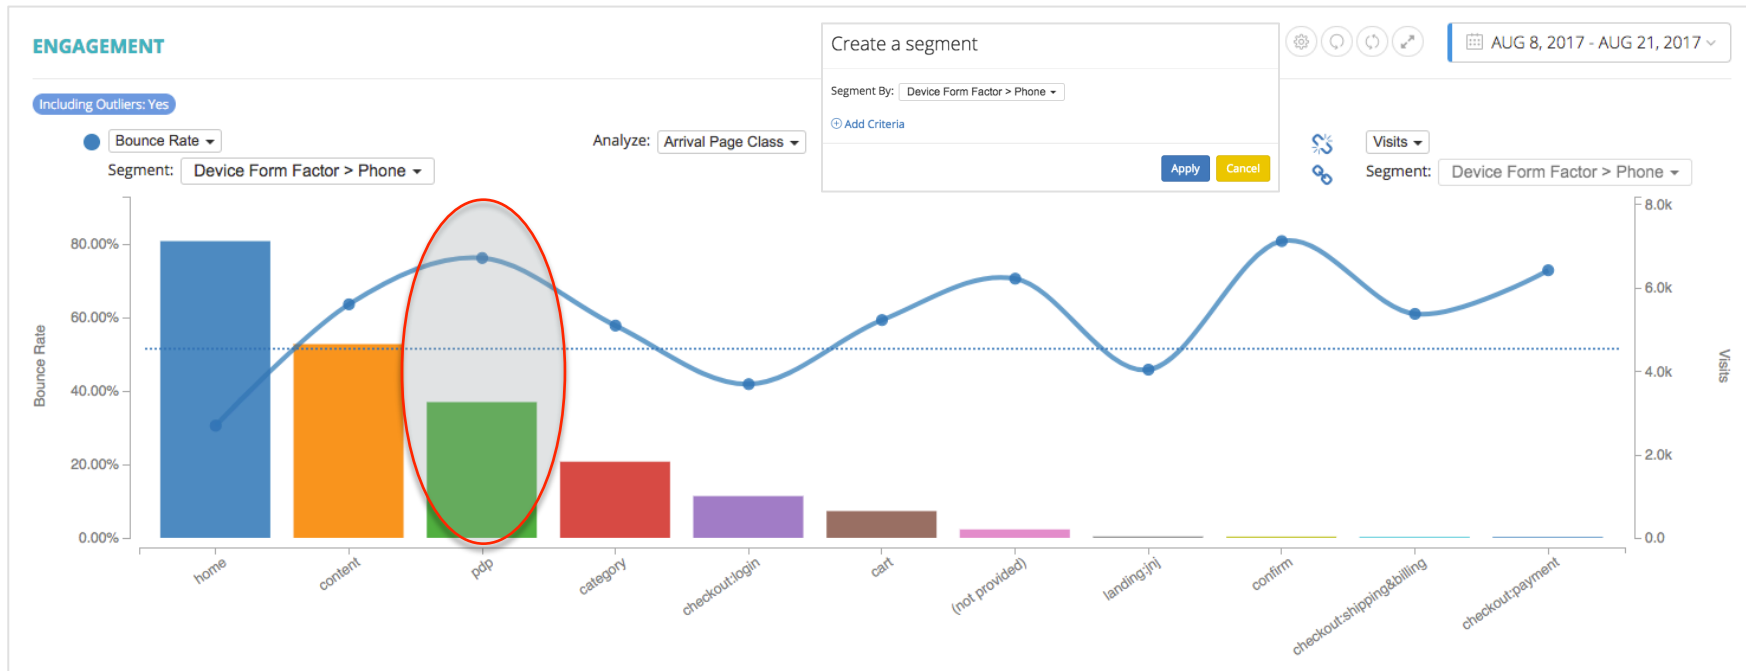 ENGAGEMENT
Create a segment
AUG 8, 2017 - AUG 21, 2017
Segment By: Device Form Factor > Phone
Including Outliers: Yes
Add Criteria
Bounce Rate
Analyze: Arrival Page Class
Visits
Segment: Device Form Factor > Phone
Apply
Cancel
Segment: Device Form Factor > Phone
Bounce Rate
80.00%
60.00%
40.00%
20.00%
0.00%
8.0k
6.0k
4.0k
2.0k
0.0
Visits
home
content
pdp
category
checkout:login
cart
(not provided)
landing:jnj
confirm
checkout:shipping&billing
checkout:payment